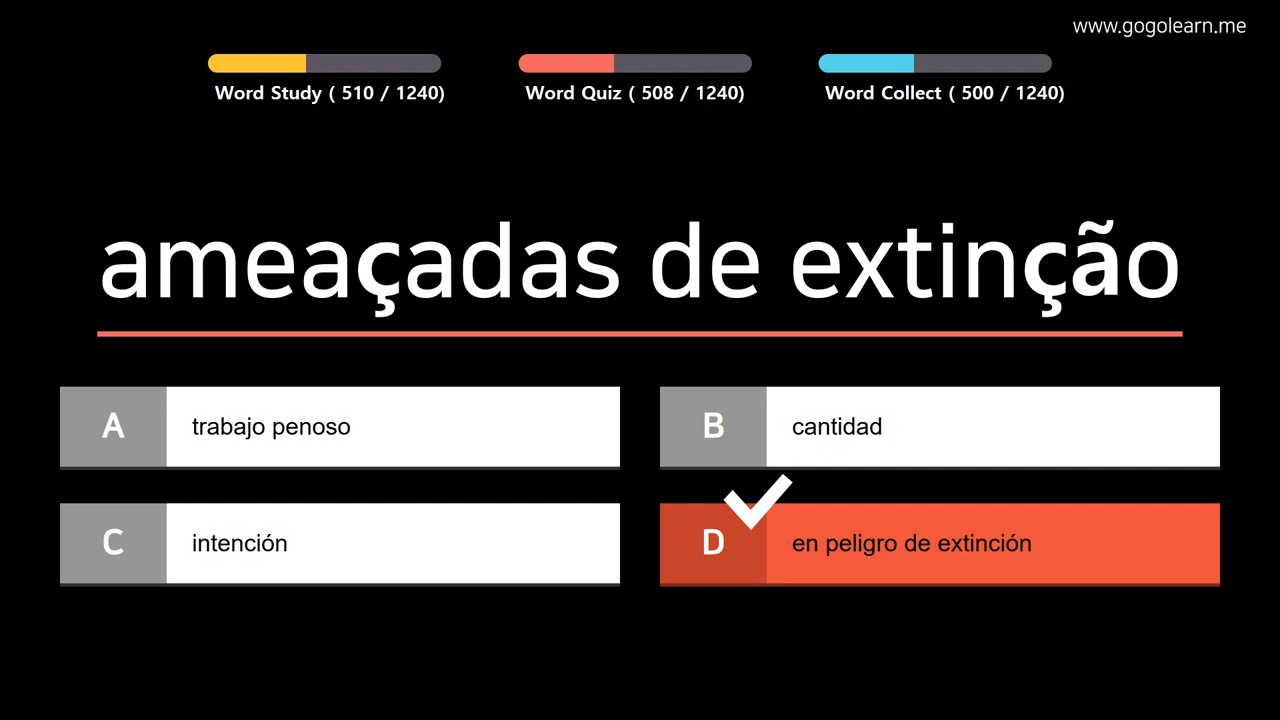 www.gogolearn.me
Word Study ( 510 / 1240)
Word Quiz ( 508 / 1240)
Word Collect ( 500 / 1240)
ameaçadas de extinção
A trabajo penoso
B cantidad
C intención
D en peligro de extinción